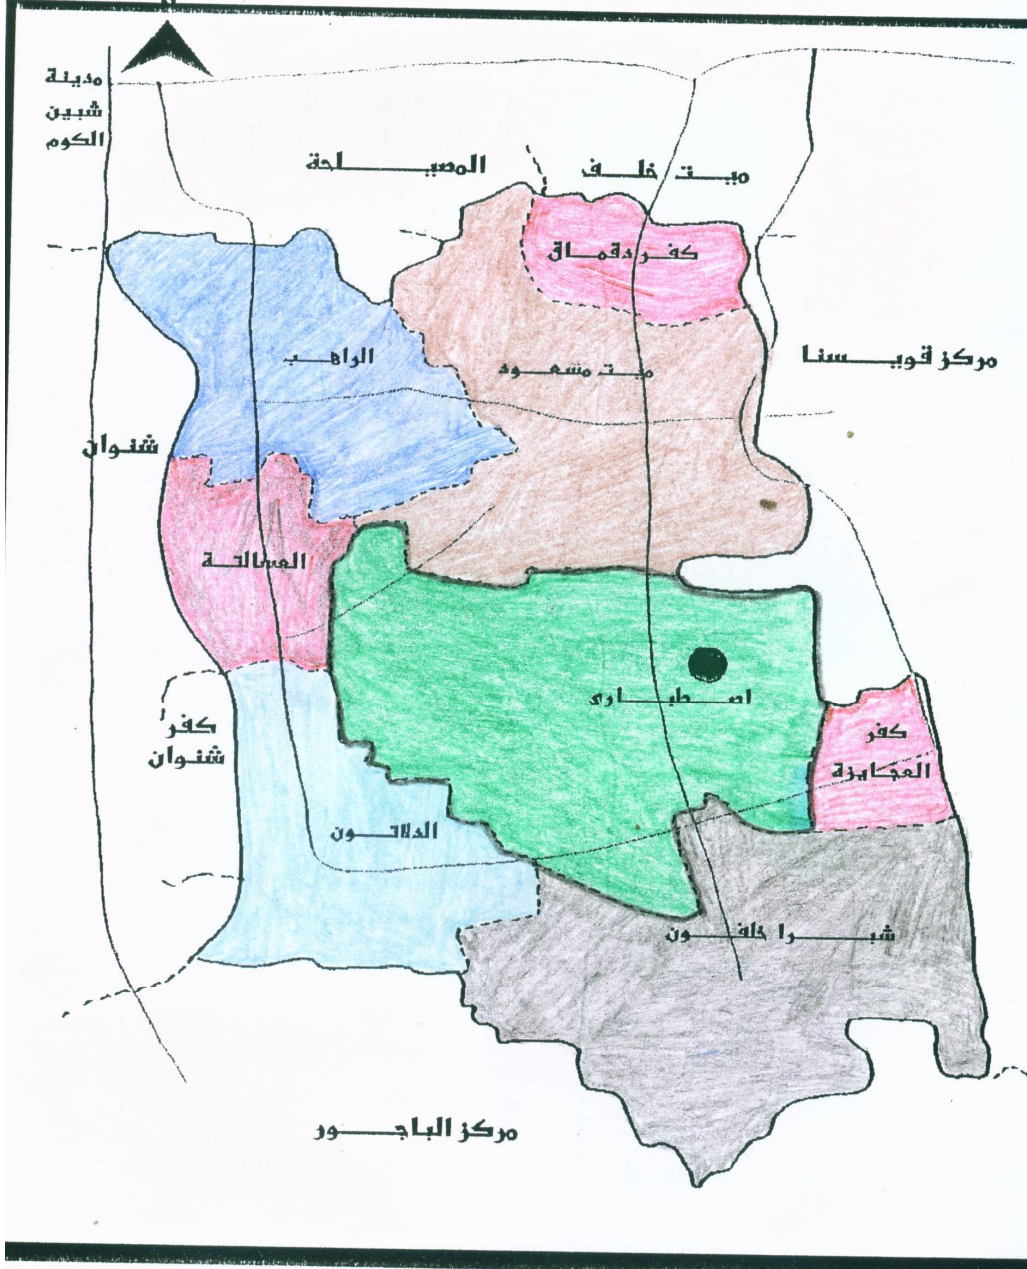 مدينة
شبين
الكوم
المصيلحة
ميت خلف
كفر دقماق
الراهب
ميت مسعود
مركز قويسنا
شنوان
العسالتة
اصطبارى
كفر
شنوان
كفر
العجايزة
الدلاتون
شبرا خلفون
مركز الباجور